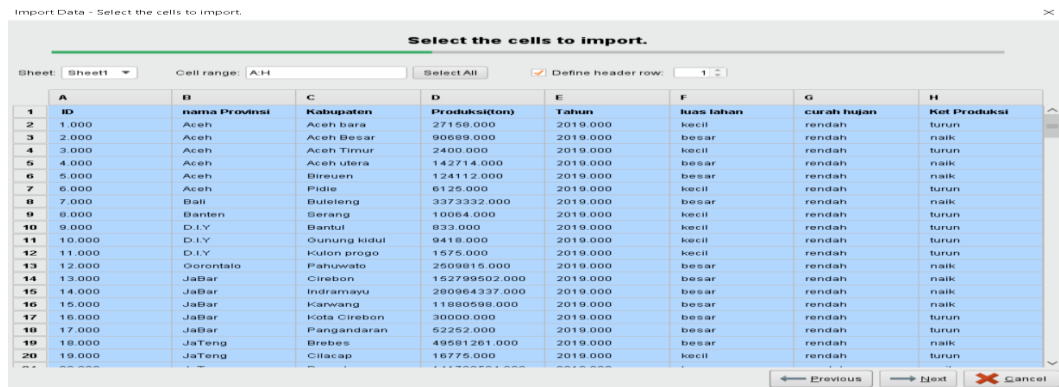 Import Data - Select the cells to import.
Select the cells to import.
Sheet: Sheet1 Cell range: A:H Select All Define header row: 1
A B C D E F G H
1 ID nama Provinsi Kabupaten Produksi(ton) Tahun luas lahan curah hujan Ket Produksi
2 1.000 Aceh Aceh bara 27158.000 2019.000 kecil rendah turun
3 2.000 Aceh Aceh Besar 90689.000 2019.000 besar rendah naik
4 3.000 Aceh Aceh Timur 2400.000 2019.000 kecil rendah turun
5 4.000 Aceh Aceh utera 142714.000 2019.000 besar rendah naik
6 5.000 Aceh Bireuen 124112.000 2019.000 besar rendah naik
7 6.000 Aceh Pidie 6125.000 2019.000 kecil rendah turun
8 7.000 Bali Buleleng 3373332.000 2019.000 besar rendah naik
9 8.000 Banten Serang 10064.000 2019.000 kecil rendah turun
10 9.000 D.I.Y Bantul 833.000 2019.000 kecil rendah turun
11 10.000 D.I.Y Gunung kidul 9418.000 2019.000 kecil rendah turun
12 11.000 D.I.Y Kulon progo 1575.000 2019.000 kecil rendah turun
13 12.000 Gorontalo Pahuwato 2509815.000 2019.000 besar rendah naik
14 13.000 JaBar Cirebon 152799502.000 2019.000 besar rendah naik
15 14.000 JaBar Indramayu 280964337.000 2019.000 besar rendah naik
16 15.000 JaBar Karwang 11880598.000 2019.000 besar rendah naik
17 16.000 JaBar Kota Cirebon 30000.000 2019.000 besar rendah turun
18 17.000 JaBar Pangandaran 52252.000 2019.000 besar rendah turun
19 18.000 JaTeng Brebes 49581261.000 2019.000 besar rendah naik
20 19.000 JaTeng Cilacap 16775.000 2019.000 kecil rendah turun
Previous Next Cancel